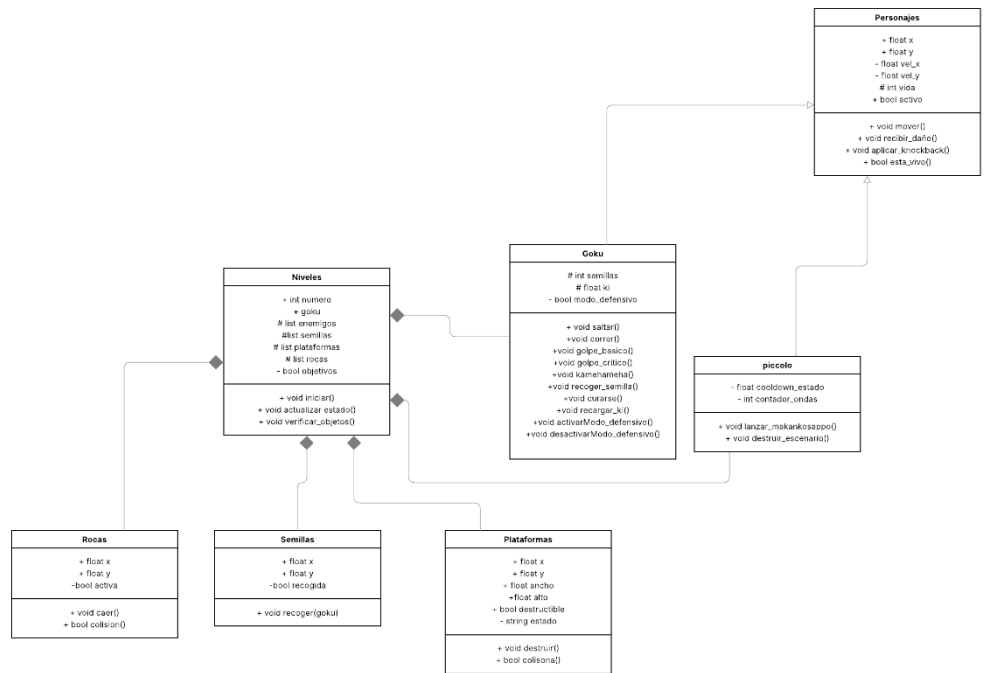 Personajes
+ float x
+ float y
- float vel_x
- float vel_y
# int vida
+ bool activo
+ void mover()
+ void recibir_daño()
+ void aplicar_knockback()
+ bool esta_vivo()
Goku
# int semillas
# float ki
- bool modo_defensivo
+ void saltar()
+void correr()
+void golpe_basico()
+void golpe_critico()
+void kamehameha()
+void recoger_semilla()
+void curarse()
+void recargar_ki()
+void activarModo_defensivo()
+void desactivarModo_defensivo()
Niveles
+ int numero
+ goku
# list enemigos
#list semillas
# list plataformas
# list rocas
- bool objetivos
+ void iniciar()
+ void actualizar estado()
+ void verificar_objetos()
piccolo
- float cooldown_estado
- int contador_ondas
+ void lanzar_makankosappo()
+ void destruir_escenario()
Rocas
+ float x
+ float y
-bool activa
+ void caer()
+ bool colision()
Semillas
+ float x
+ float y
-bool recogida
+ void recoger(goku)
Plataformas
+ float x
+ float y
+ float ancho
+float alto
+ bool destructible
- string estado
+ void destruir()
+ bool colisona()